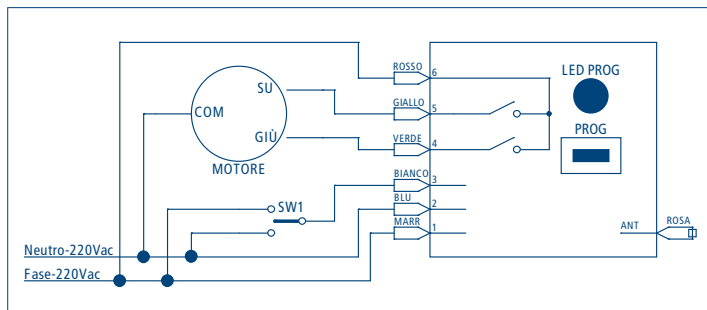 ROSSO
6
LED PROG
SU
GIALLO
5
COM
PROG
GIÙ
VERDE
4
MOTORE
BIANCO
3
SW1
BLU
2
MARR
1
ANT
ROSA
Neutro-220Vac
Fase-220Vac